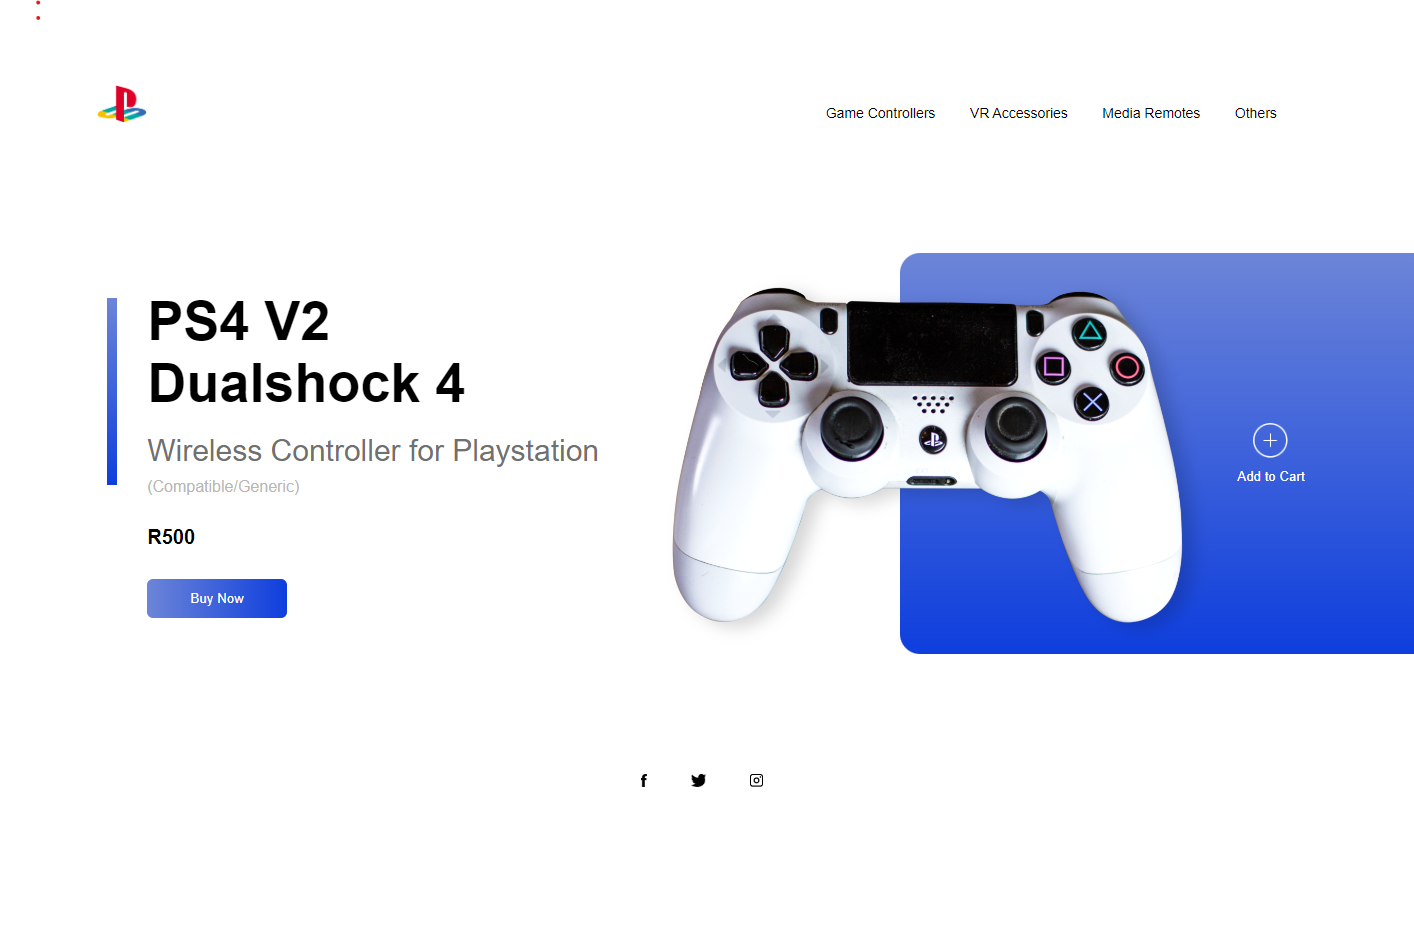 Game Controllers VR Accessories Media Remotes Others
PS4 V2
Dualshock 4
Wireless Controller for Playstation
(Compatible/Generic)
R500
Buy Now
Add to Cart